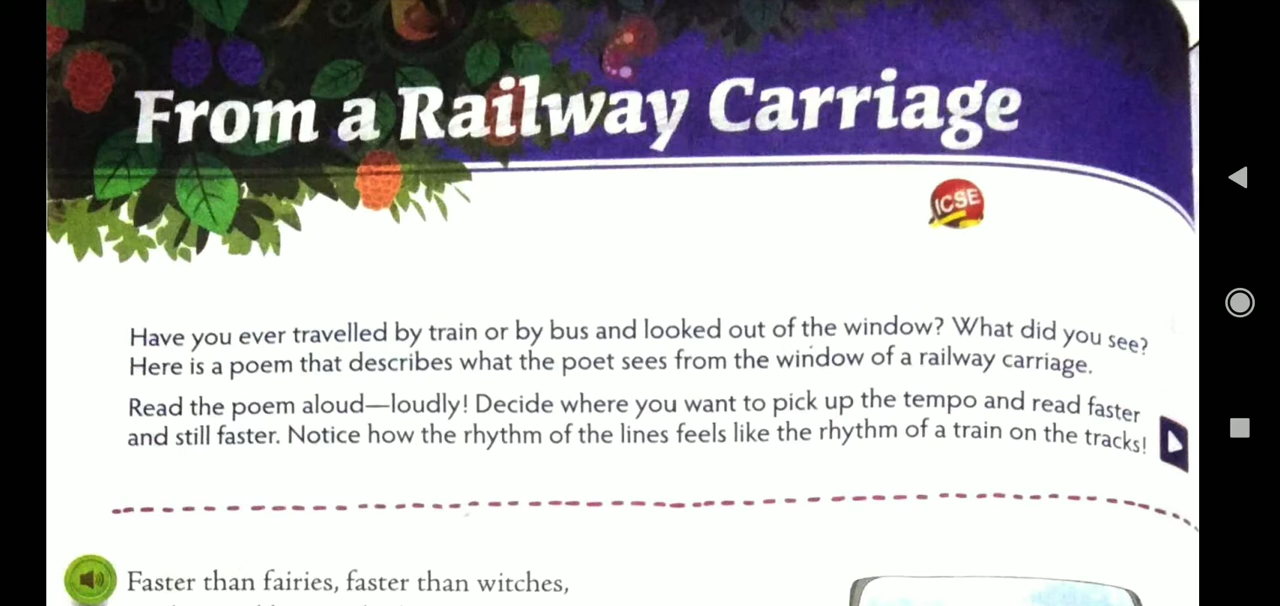 From a Railway Carriage
ICSE
Have you ever travelled by train or by bus and looked out of the window? What did you see?
Here is a poem that describes what the poet sees from the window of a railway carriage.
Read the poem aloud—loudly! Decide where you want to pick up the tempo and read faster
and still faster. Notice how the rhythm of the lines feels like the rhythm of a train on the tracks!
Faster than fairies, faster than witches,